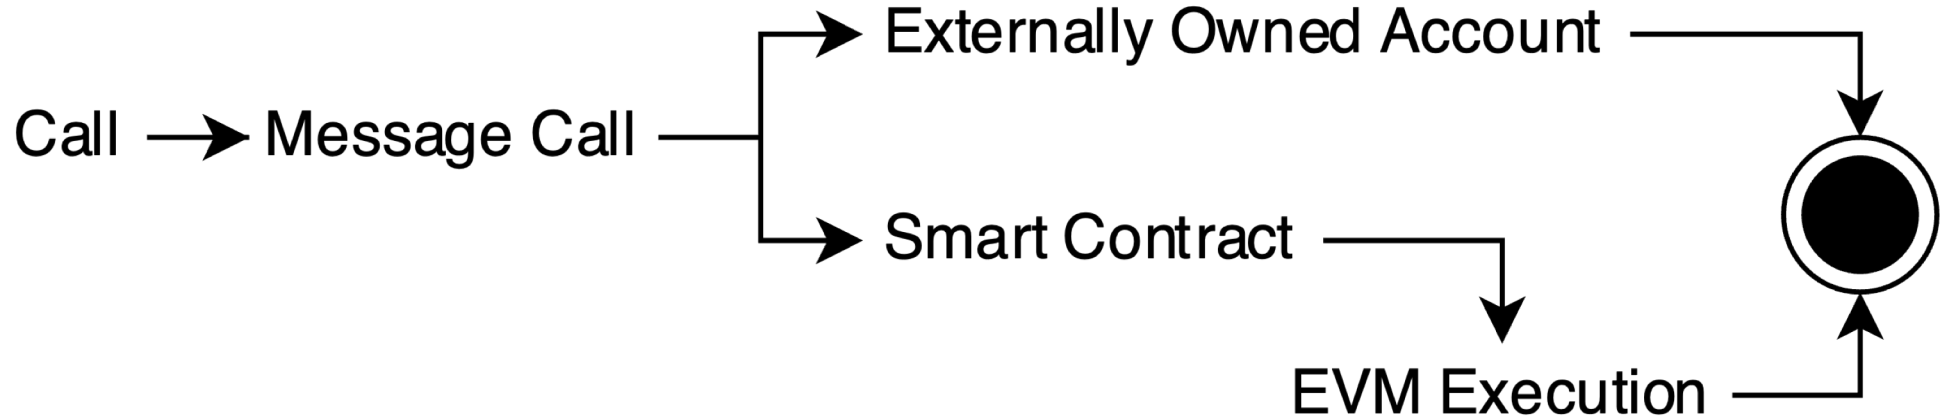 Externally Owned Account
Call
Message Call
Smart Contract
EVM Execution